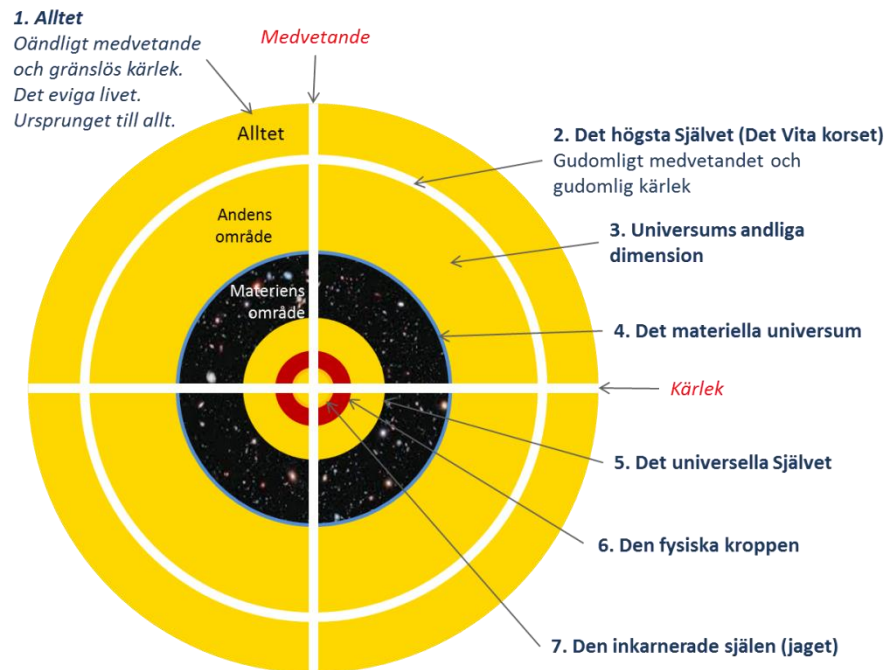 1. Alltet
Oändligt medvetande
och gränslös kärlek.
Det eviga livet.
Ursprunget till allt.
Medvetande
Alltet
2. Det högsta Självet (Det Vita korset)
Gudomligt medvetandet och
gudomlig kärlek
Andens
område
3. Universums andliga
dimension
Materiens
område
4. Det materiella universum
Kärlek
5. Det universella Självet
6. Den fysiska kroppen
7. Den inkarnerade själen (jaget)